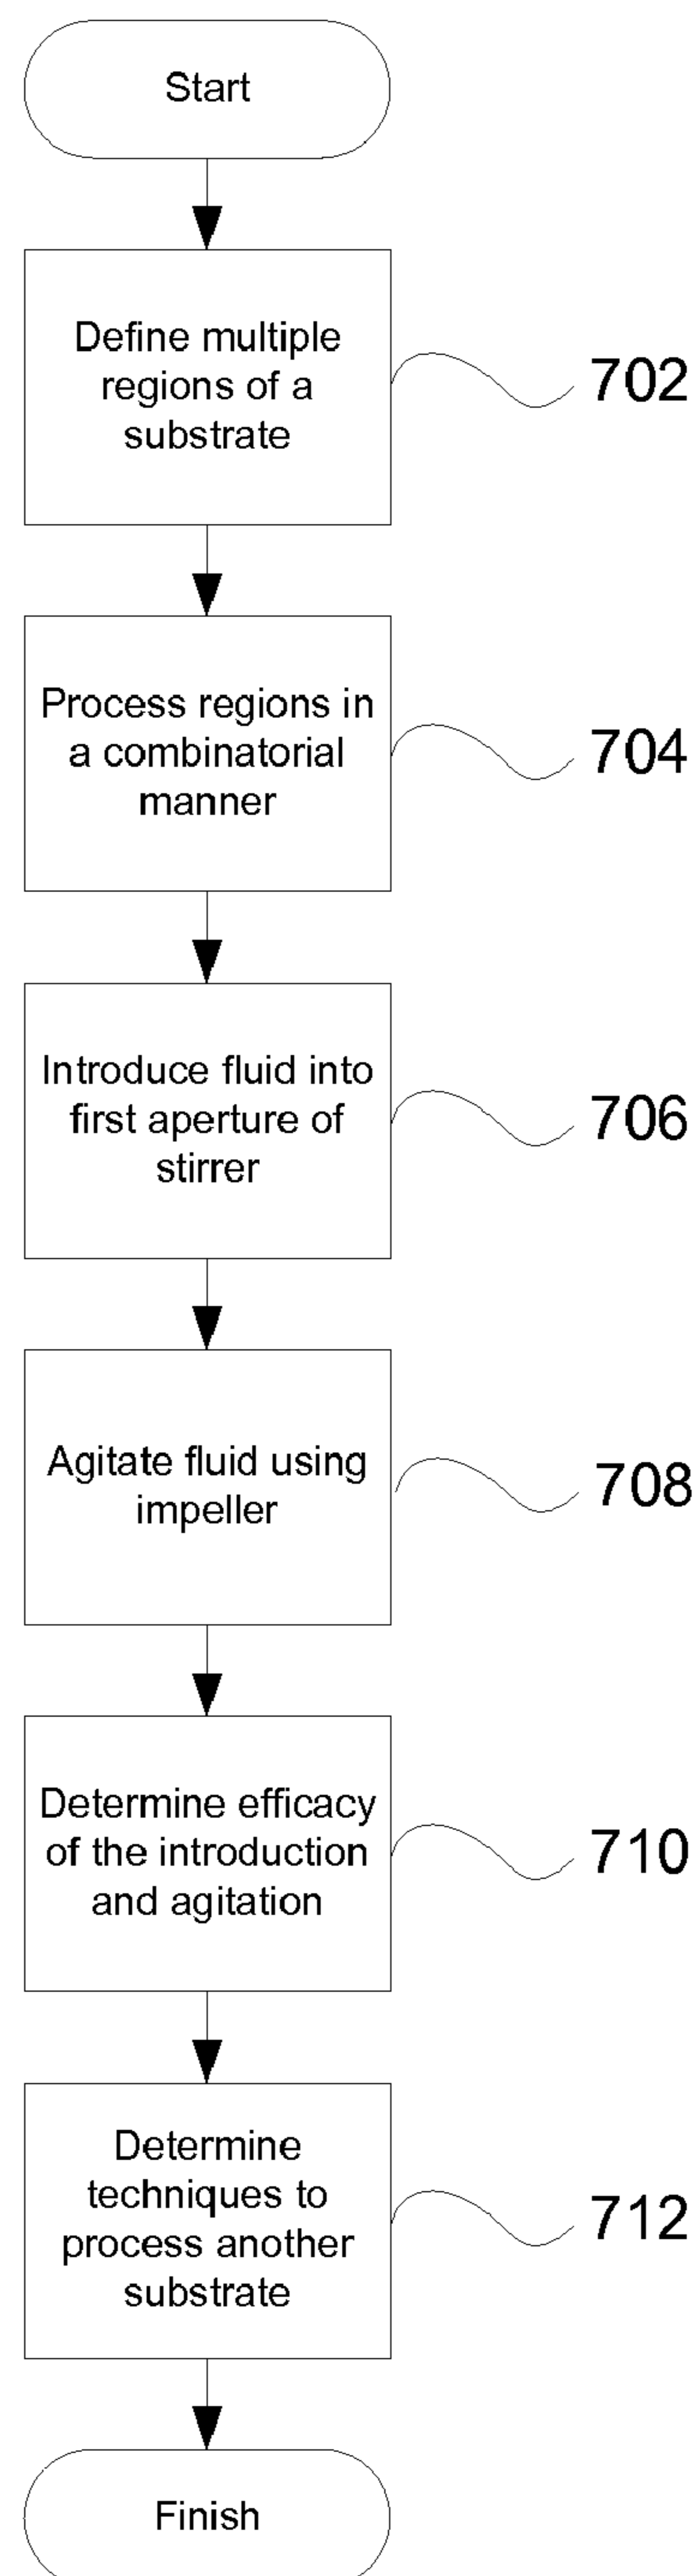 Start
Define multiple
regions of a
substrate
702
Process regions in
a combinatorial
manner
704
Introduce fluid into
first aperture of
stirrer
706
Agitate fluid using
impeller
708
Determine efficacy
of the introduction
and agitation
710
Determine
techniques to
process another
substrate
712
Finish